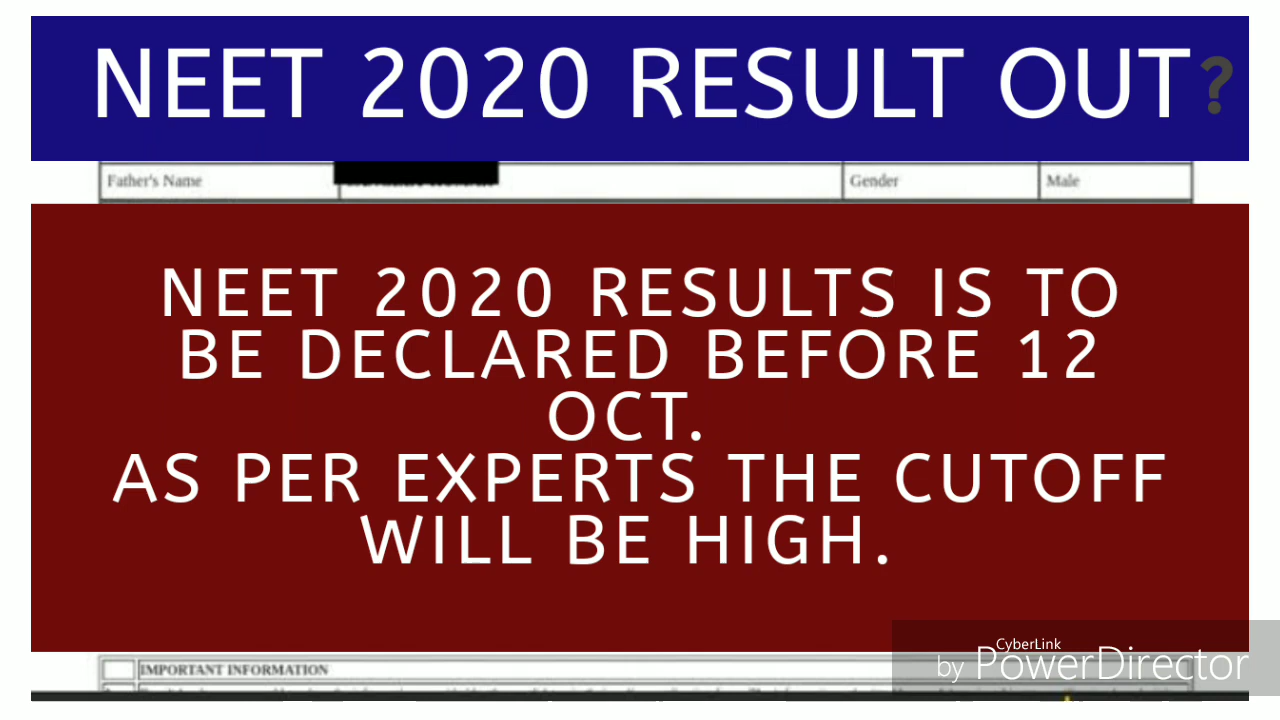 NEET 2020 RESULT OUT?
Father's Name Gender Male
NEET 2020 RESULTS IS TO
BE DECLARED BEFORE 12
OCT.
AS PER EXPERTS THE CUTOFF
WILL BE HIGH.
IMPORTANT INFORMATION
CyberLink
by PowerDirector